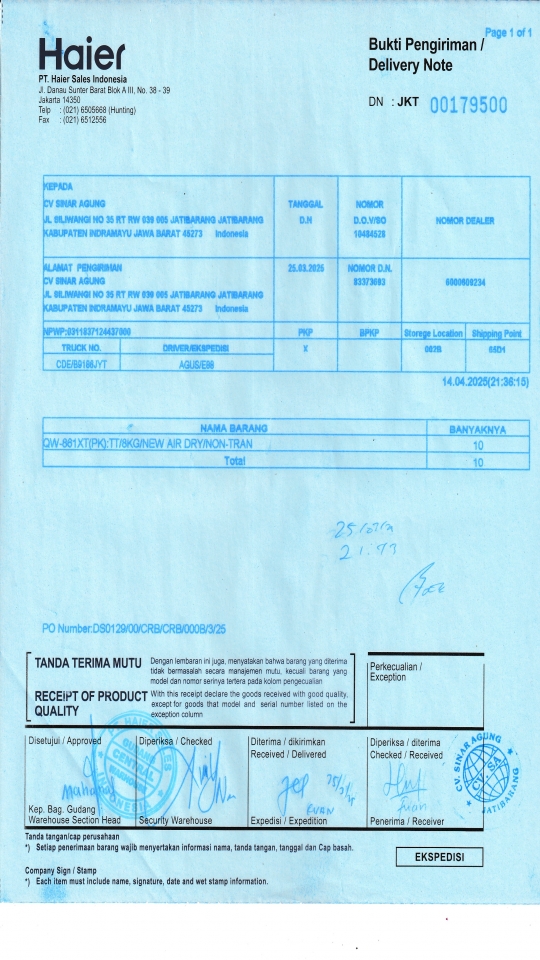 Page 1 of 1
Haier
PT. Haier Sales Indonesia
Jl. Danau Sunter Barat Blok A III, No. 38 - 39
Jakarta 14350
Telp : (021) 6505668 (Hunting)
Fax : (021) 6512556
Bukti Pengiriman /
Delivery Note
DN : JKT 00179500
KEPADA
CV SINAR AGUNG
JL SILIWANGI NO 35 RT RW 039 005 JATIBARANG JATIBARANG
KABUPATEN INDRAMAYU JAWA BARAT 45273 Indonesia
TANGGAL
D.N
NOMOR
D.O.V/SO
10484528
NOMOR DEALER
ALAMAT PENGIRIMAN
CV SINAR AGUNG
JL SILIWANGI NO 35 RT RW 039 005 JATIBARANG JATIBARANG
KABUPATEN INDRAMAYU JAWA BARAT 45273 Indonesia
25.03.2025
NOMOR D.N.
83373693
6000608234
NPWP:0311837124437000
PKP BPKP Storage Location Shipping Point
TRUCK NO. DRIVER/EKSPEDISI X 002B 65D1
CDE/B9186JYT AGUS/E86
14.04.2025(21:36:15)
NAMA BARANG BANYAKNYA
QW-881XT(PK):TT/8KG/NEW AIR DRY/NON-TRAN 10
Total 10
PO Number:DS0129/00/CRB/CRB/000B/3/25
TANDA TERIMA MUTU
Dengan lembaran ini juga, menyatakan bahwa barang yang diterima
tidak bermasalah secara manajemen mutu, kecuali barang yang
model dan nomor serinya tertera pada kolom pengecualian
RECEIPT OF PRODUCT
QUALITY
With this receipt declare the goods received with good quality,
except for goods that model and serial number listed on the
exception column
Perkecualian /
Exception
Disetujui / Approved
Kep. Bag. Gudang
Warehouse Section Head
Diperiksa / Checked
Security Warehouse
Diterima / dikirimkan
Received / Delivered
Expedisi / Expedition
Diperiksa / diterima
Checked / Received
Penerima / Receiver
CV. SINAR AGUNG
CV. SA
JATIBARANG
CENTRAL
INDONESIA
Tanda tangan/cap perusahaan
*) Setiap penerimaan barang wajib menyertakan informasi nama, tanda tangan, tanggal dan Cap basah.
EKSPEDISI
Company Sign / Stamp
*) Each item must include name, signature, date and wet stamp information.